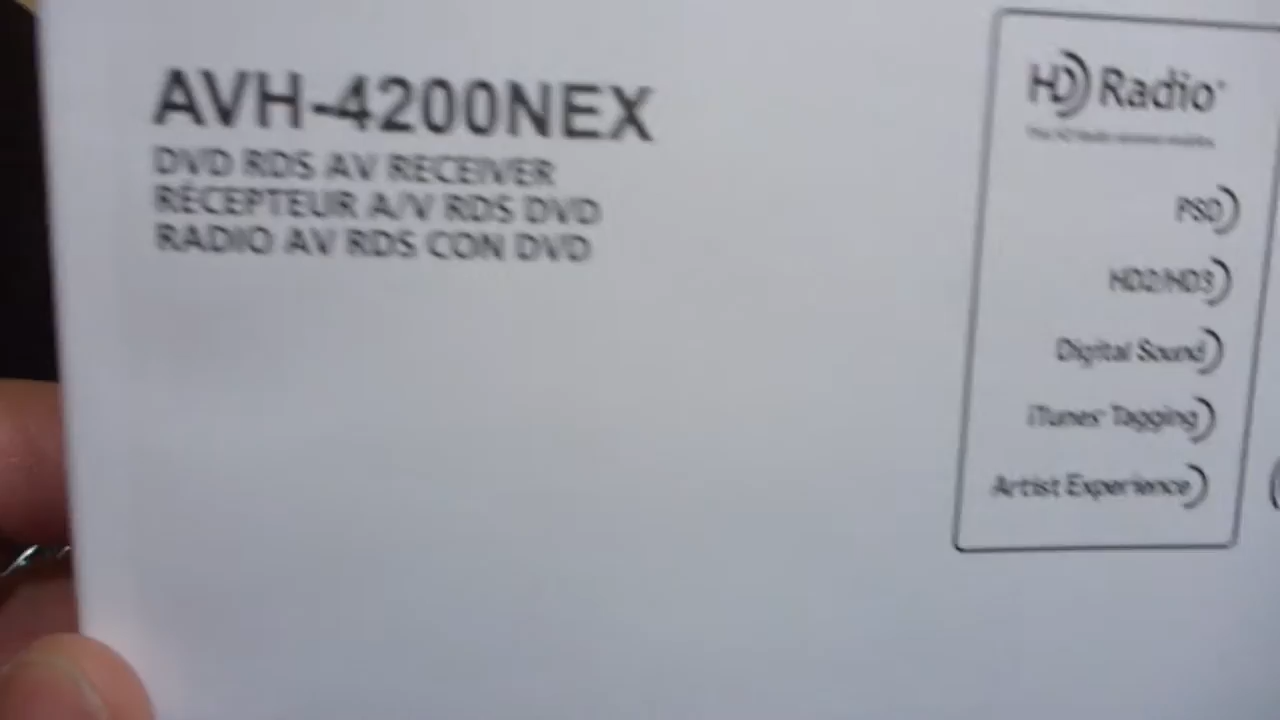 AVH-4200NEX
DVD RDS AV RECEIVER
RÉCEPTEUR A/V RDS DVD
RADIO AV RDS CON DVD
HD Radio
PSD
HD2/HD3
Digital Sound
iTunes Tagging
Artist Experience